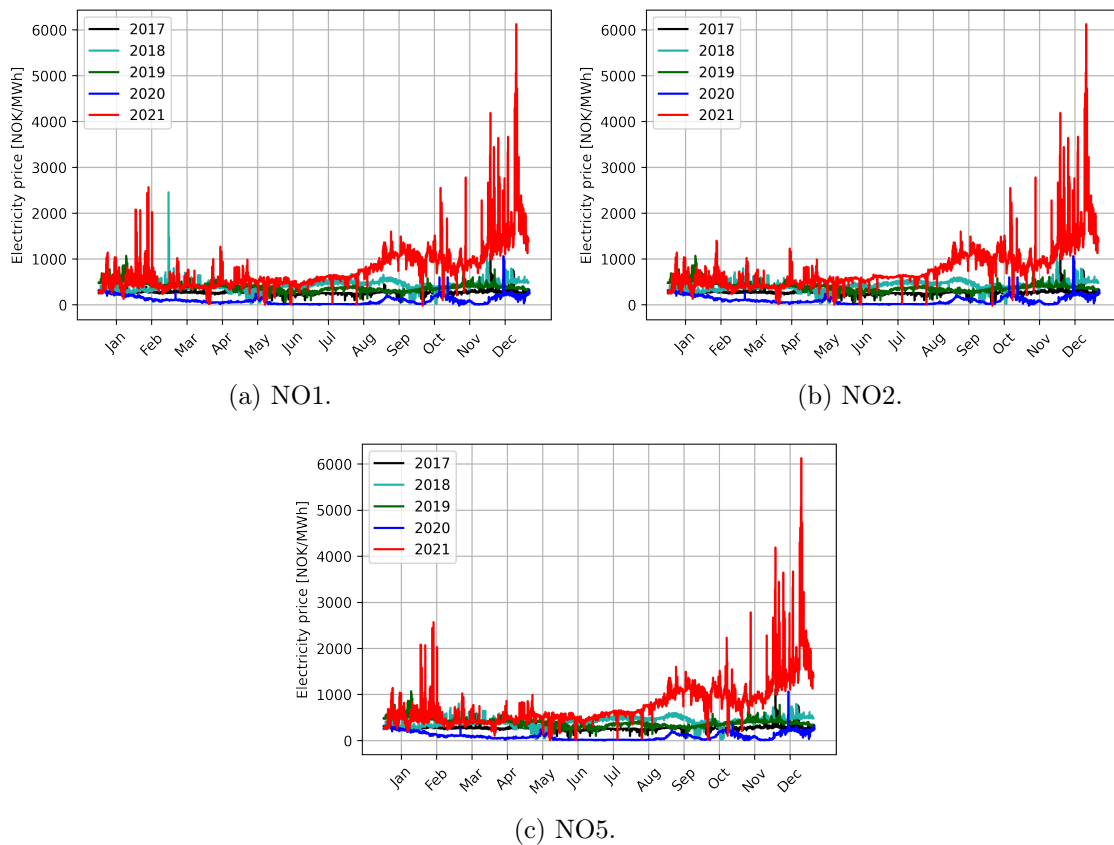 6000
5000
4000
3000
2000
1000
0
Electricity price [NOK/MWh]
2017
2018
2019
2020
2021
Jan
Feb
Mar
Apr
May
Jun
Jul
Aug
Sep
Oct
Nov
Dec
(a) NO1.
6000
5000
4000
3000
2000
1000
0
Electricity price [NOK/MWh]
2017
2018
2019
2020
2021
Jan
Feb
Mar
Apr
May
Jun
Jul
Aug
Sep
Oct
Nov
Dec
(b) NO2.
6000
5000
4000
3000
2000
1000
0
Electricity price [NOK/MWh]
2017
2018
2019
2020
2021
Jan
Feb
Mar
Apr
May
Jun
Jul
Aug
Sep
Oct
Nov
Dec
(c) NO5.